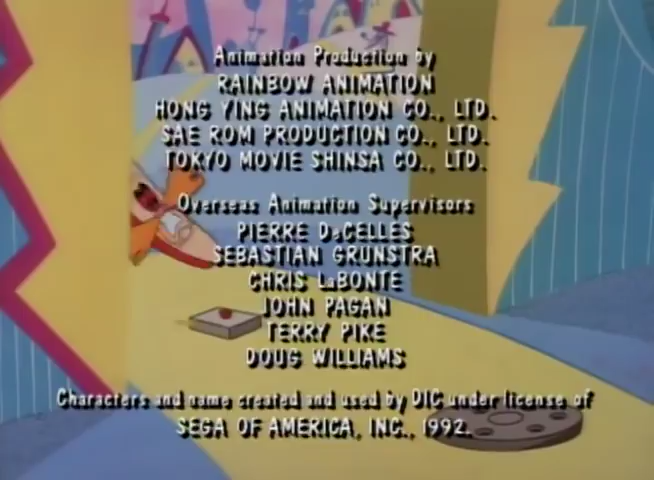 Animation Production by
RAINBOW ANIMATION
HONG YING ANIMATION CO., LTD.
SAE ROM PRODUCTION CO., LTD.
TOKYO MOVIE SHINSA CO., LTD.
Overseas Animation Supervisors
PIERRE DeCELLES
SEBASTIAN GRUNSTRA
CHRIS LaBONTE
JOHN PAGAN
TERRY PIKE
DOUG WILLIAMS
Characters and name created and used by DIC under license of
SEGA OF AMERICA, INC., 1992.